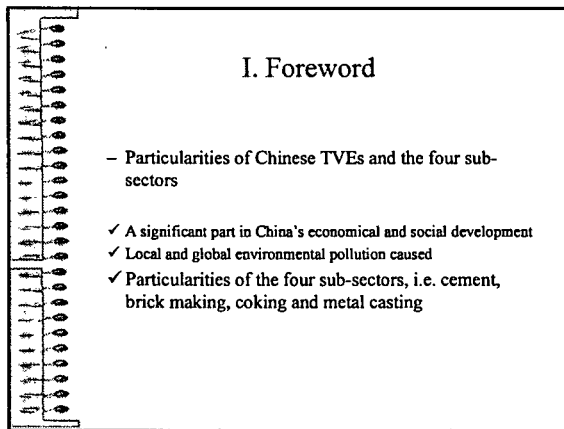 I. Foreword
– Particularities of Chinese TVEs and the four sub-
sectors
✓ A significant part in China's economical and social development
✓ Local and global environmental pollution caused
✓ Particularities of the four sub-sectors, i.e. cement,
brick making, coking and metal casting